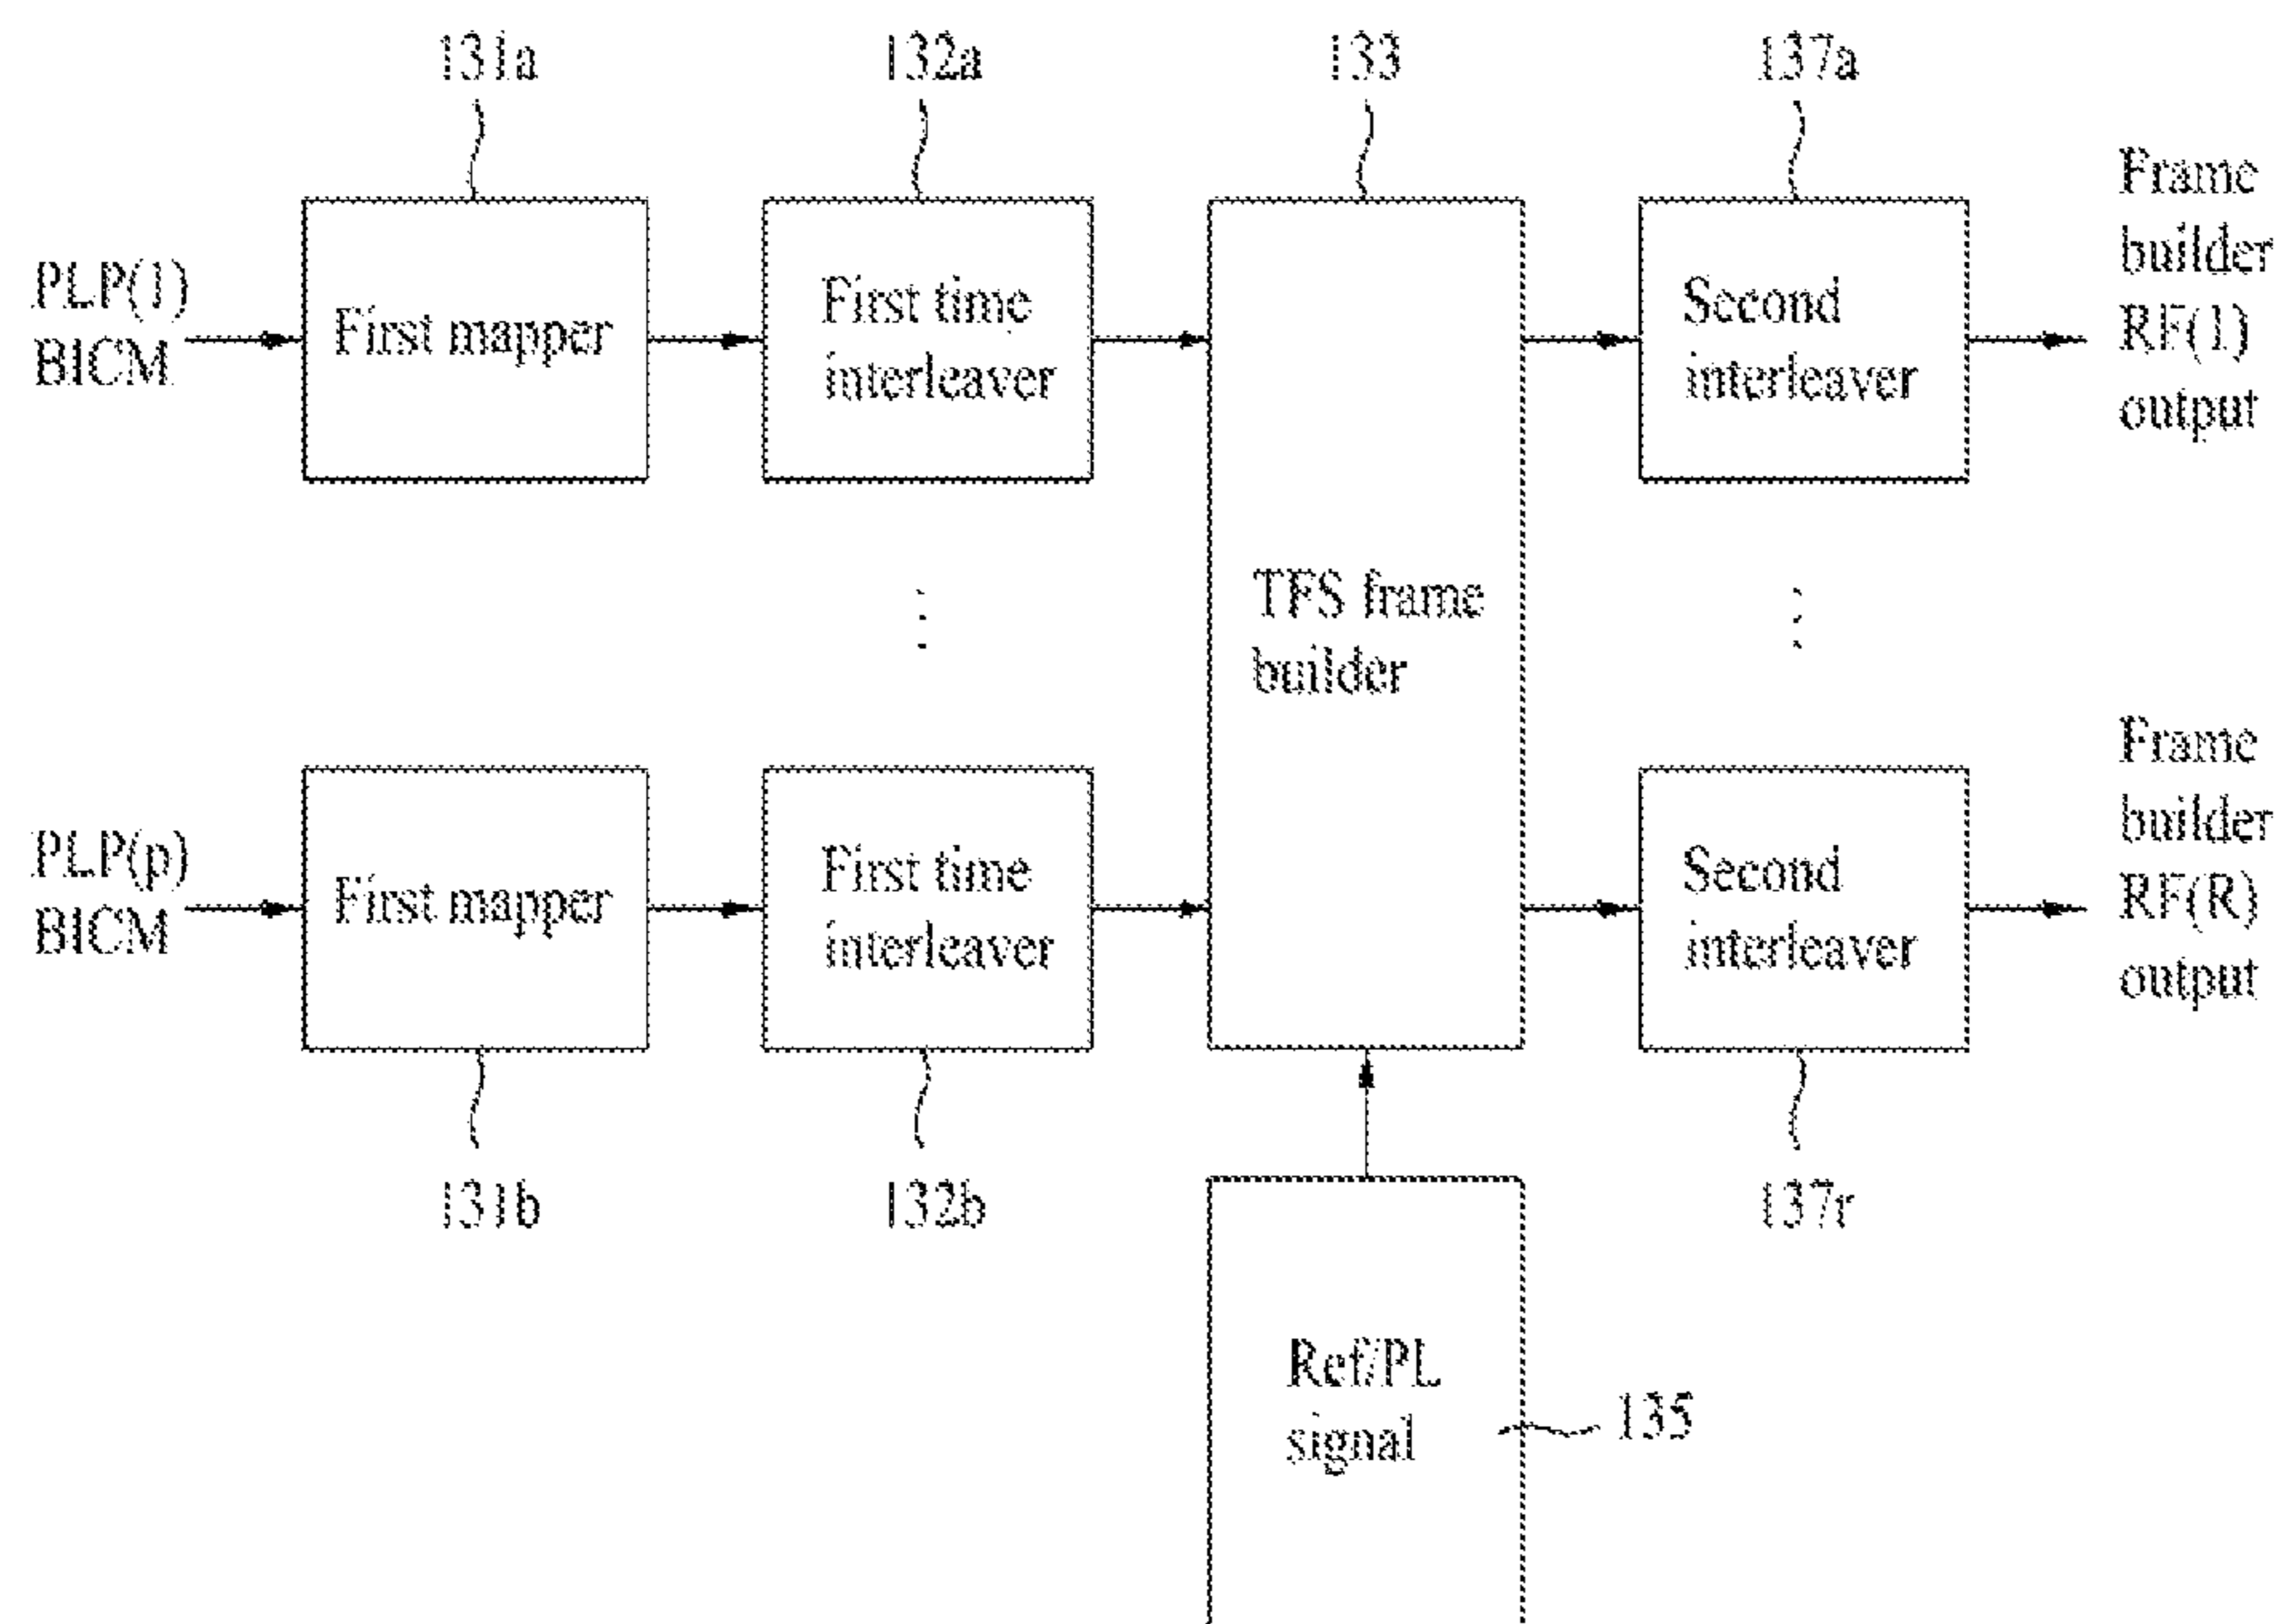 131a
132a
133
137a
PLP(1)
BICM
First mapper
First time
interleaver
TFS frame
builder
Second
interleaver
Frame
builder
RF(1)
output
PLP(p)
BICM
First mapper
First time
interleaver
Second
interleaver
Frame
builder
RF(R)
output
131b
132b
137r
Ref/PL
signal
135